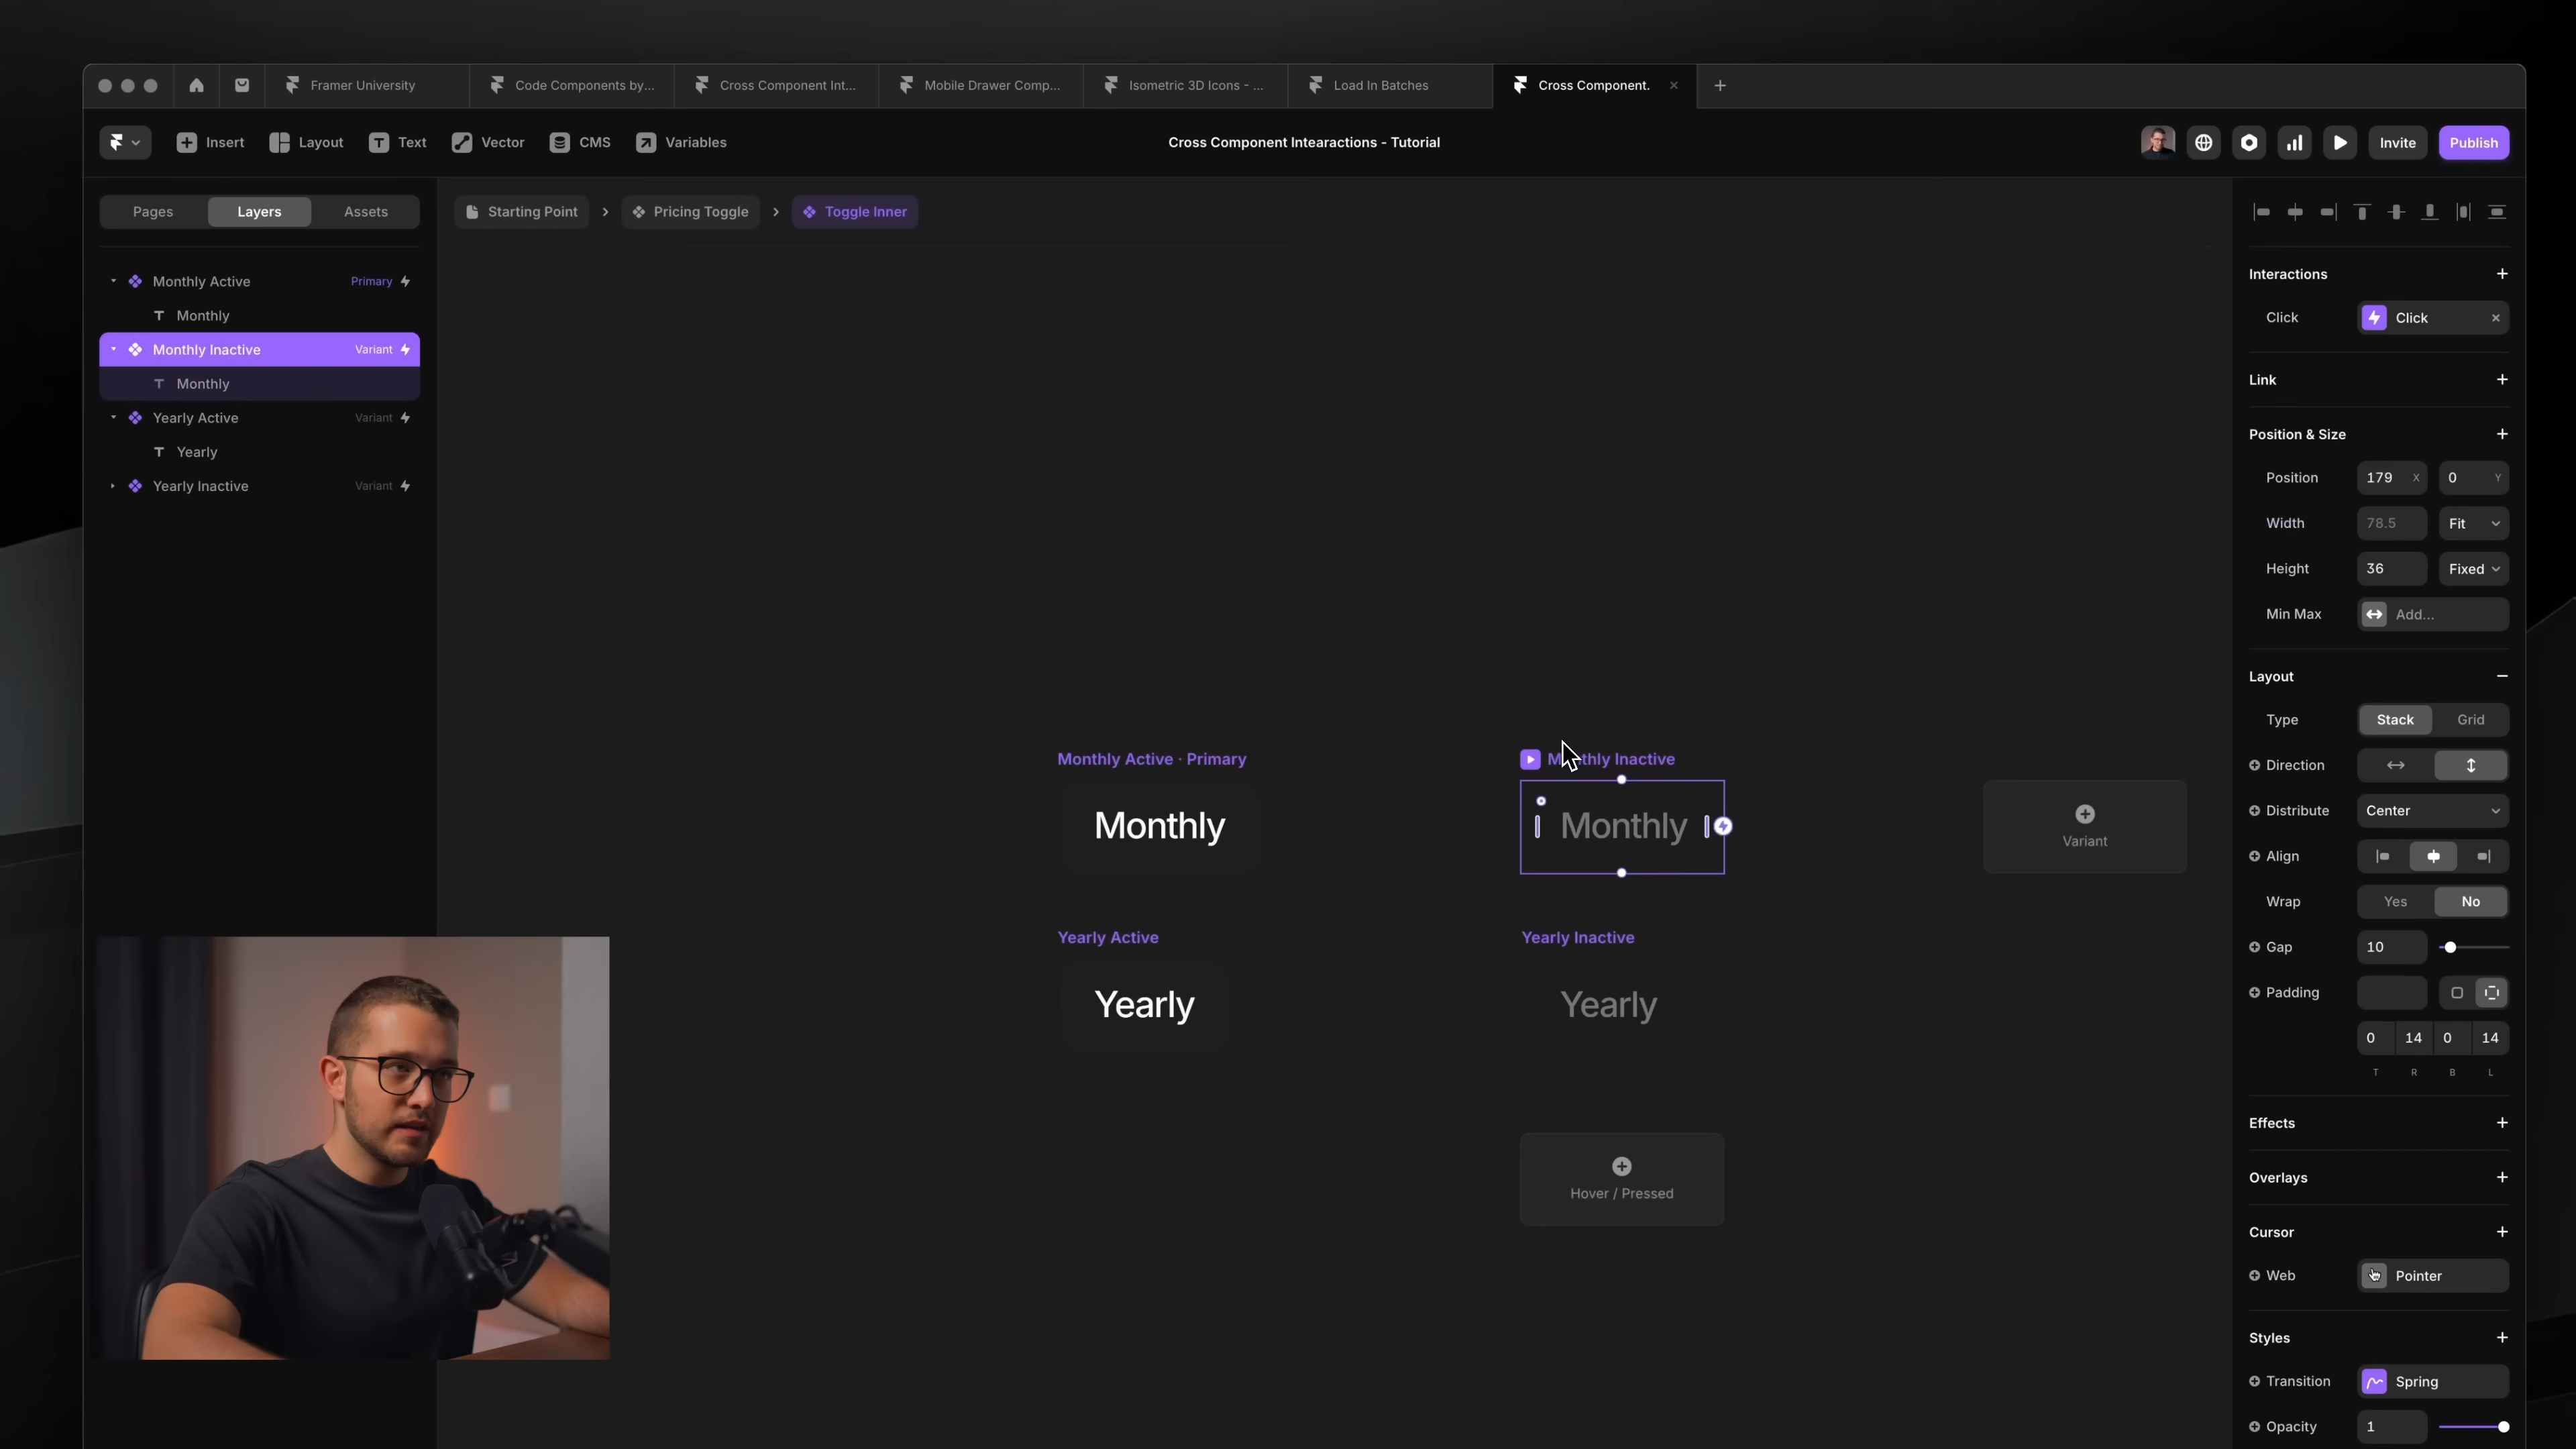 Framer University
Code Components by...
Cross Component Int...
Mobile Drawer Comp...
Isometric 3D Icons - ...
Load In Batches
Cross Component.
Insert
Layout
Text
Vector
CMS
Variables
Cross Component Intearactions - Tutorial
Invite
Publish
Pages
Layers
Assets
Starting Point
Pricing Toggle
Toggle Inner
Monthly Active
Primary
Monthly
Monthly Inactive
Variant
Monthly
Yearly Active
Variant
Yearly
Yearly Inactive
Variant
Monthly Active · Primary
Monthly
Monthly Inactive
Monthly
Variant
Yearly Active
Yearly
Yearly Inactive
Yearly
Hover / Pressed
Interactions
Click
Click
Link
Position & Size
Position
179 X
0 Y
Width
78.5
Fit
Height
36
Fixed
Min Max
Add...
Layout
Type
Stack
Grid
Direction
Distribute
Center
Align
Wrap
Yes
No
Gap
10
Padding
0 14 0 14
T R B L
Effects
Overlays
Cursor
Web
Pointer
Styles
Transition
Spring
Opacity
1